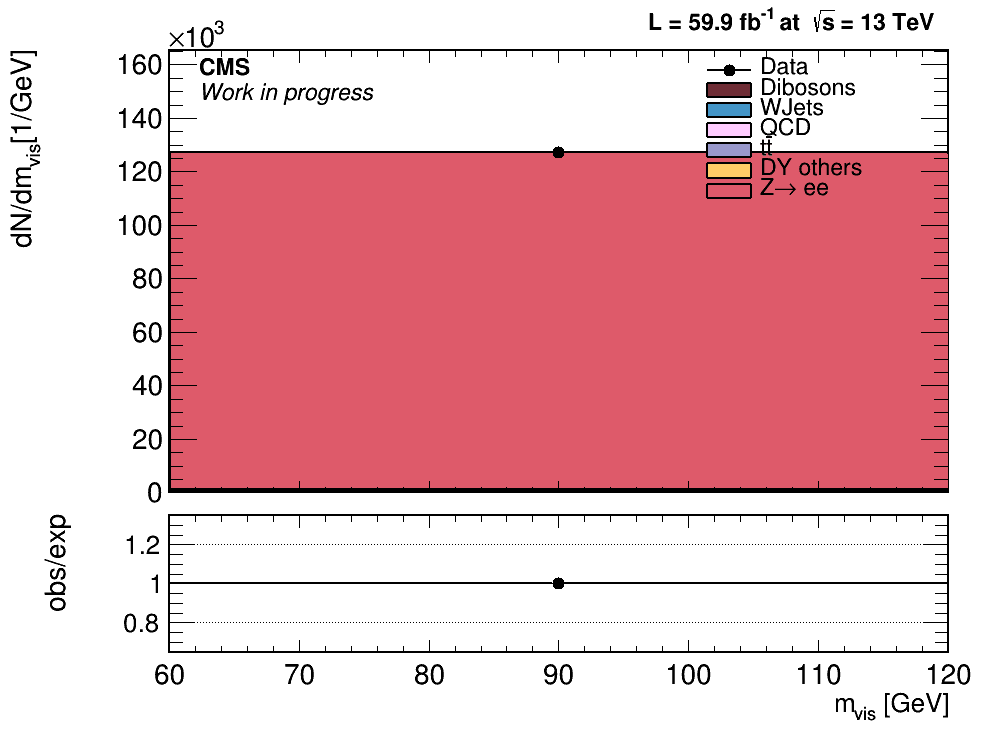 L = 59.9 fb⁻¹ at √s = 13 TeV
×10³
dN/dm_vis[1/GeV]
CMS
Work in progress
Data
Dibosons
WJets
QCD
tt̄
DY others
Z→ ee
160
140
120
100
80
60
40
20
0
obs/exp
1.2
1
0.8
60 70 80 90 100 110 120
m_vis [GeV]